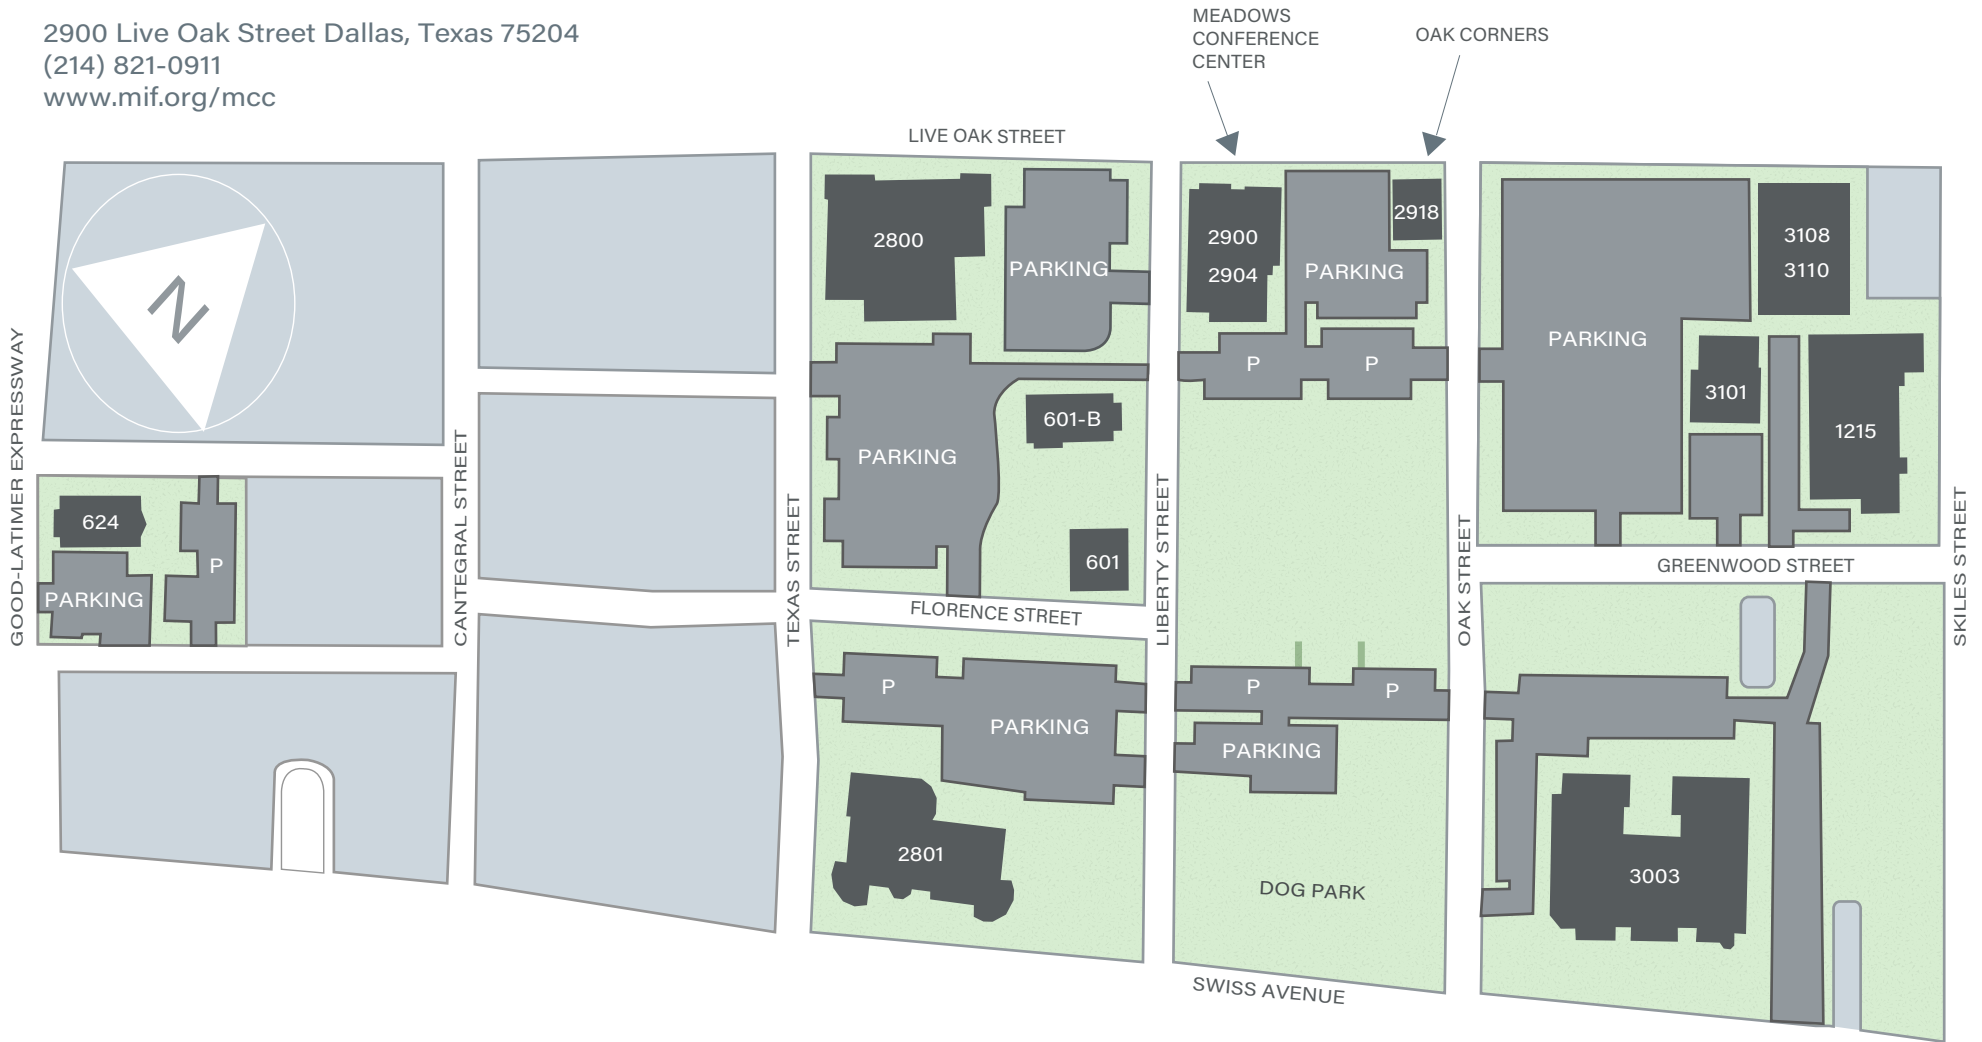 2900 Live Oak Street Dallas, Texas 75204
(214) 821-0911
www.mif.org/mcc
MEADOWS
CONFERENCE
CENTER
OAK CORNERS
LIVE OAK STREET
2800
PARKING
2900
2904
PARKING
2918
PARKING
3108
3110
N
P
P
3101
1215
601-B
PARKING
601
624
P
PARKING
GOOD-LATIMER EXPRESSWAY
CANTEGRAL STREET
TEXAS STREET
LIBERTY STREET
OAK STREET
SKILES STREET
GREENWOOD STREET
FLORENCE STREET
P
PARKING
P
P
PARKING
2801
DOG PARK
3003
SWISS AVENUE